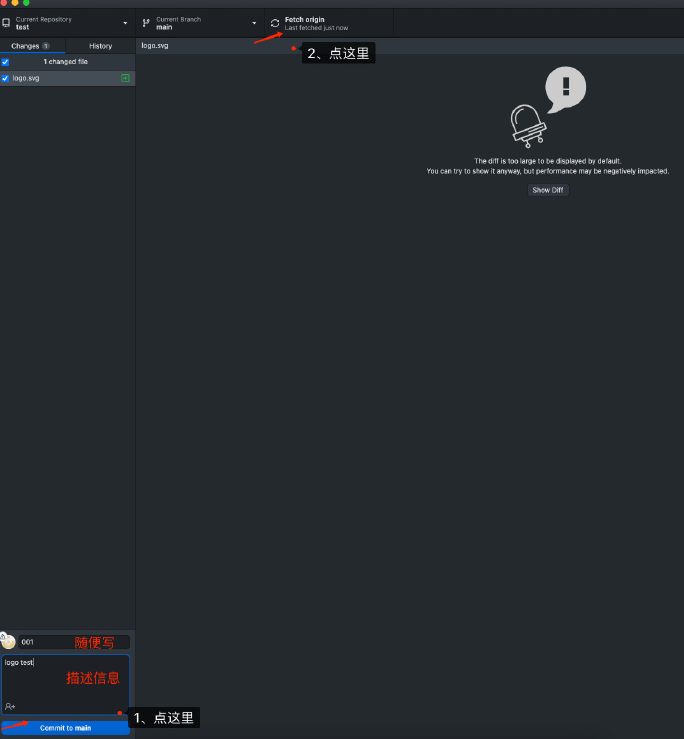 Current Repository
test
Current Branch
main
Fetch origin
Last fetched just now
Changes 1
History
logo.svg
2、点这里
1 changed file
logo.svg
!
The diff is too large to be displayed by default.
You can try to show it anyway, but performance may be negatively impacted.
Show Diff
001
随便写
logo test
描述信息
1、点这里
Commit to main